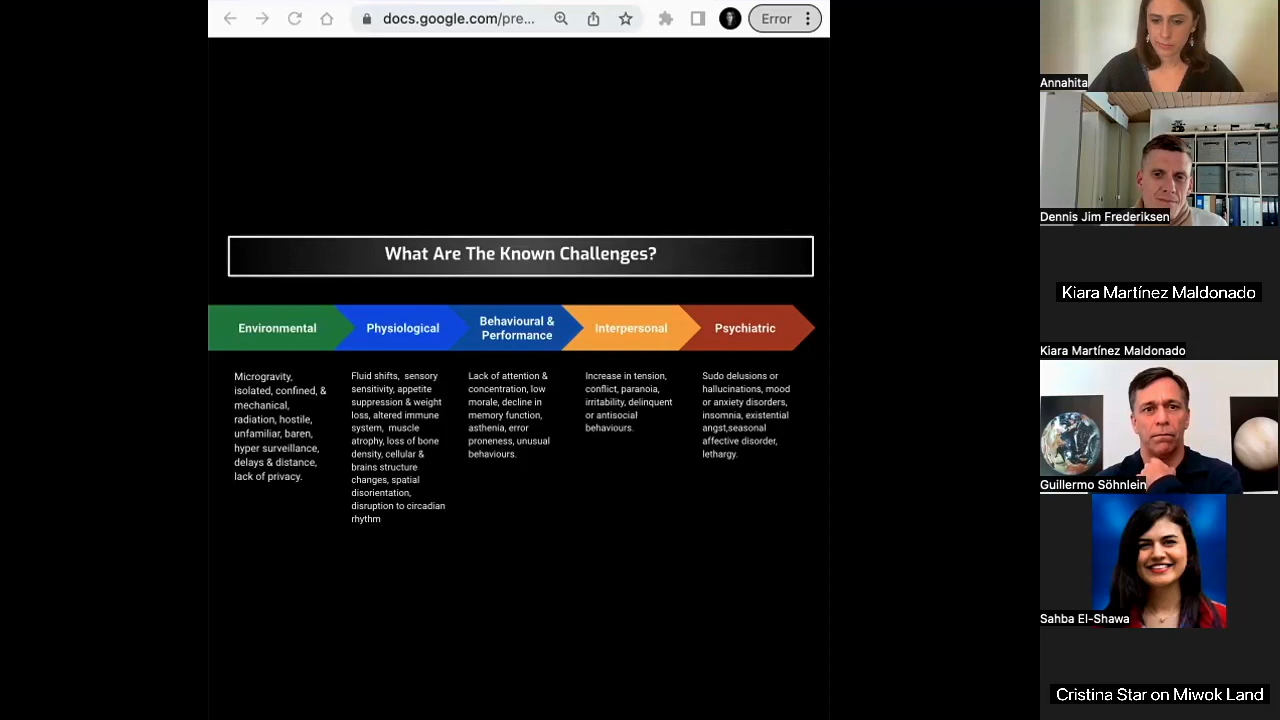 docs.google.com/pre...
Error
What Are The Known Challenges?
Environmental
Physiological
Behavioural &
Performance
Interpersonal
Psychiatric
Microgravity,
isolated, confined, &
mechanical,
radiation, hostile,
unfamiliar, baren,
hyper surveillance,
delays & distance,
lack of privacy.
Fluid shifts, sensory
sensitivity, appetite
suppression & weight
loss, altered immune
system, muscle
atrophy, loss of bone
density, cellular &
brains structure
changes, spatial
disorientation,
disruption to circadian
rhythm
Lack of attention &
concentration, low
morale, decline in
memory function,
asthenia, error
proneness, unusual
behaviours.
Increase in tension,
conflict, paranoia,
irritability, delinquent
or antisocial
behaviours.
Sudo delusions or
hallucinations, mood
or anxiety disorders,
insomnia, existential
angst,seasonal
affective disorder,
lethargy.
Annahita
Dennis Jim Frederiksen
Kiara Martínez Maldonado
Kiara Martínez Maldonado
Guillermo Söhnlein
Sahba El-Shawa
Cristina Star on Miwok Land